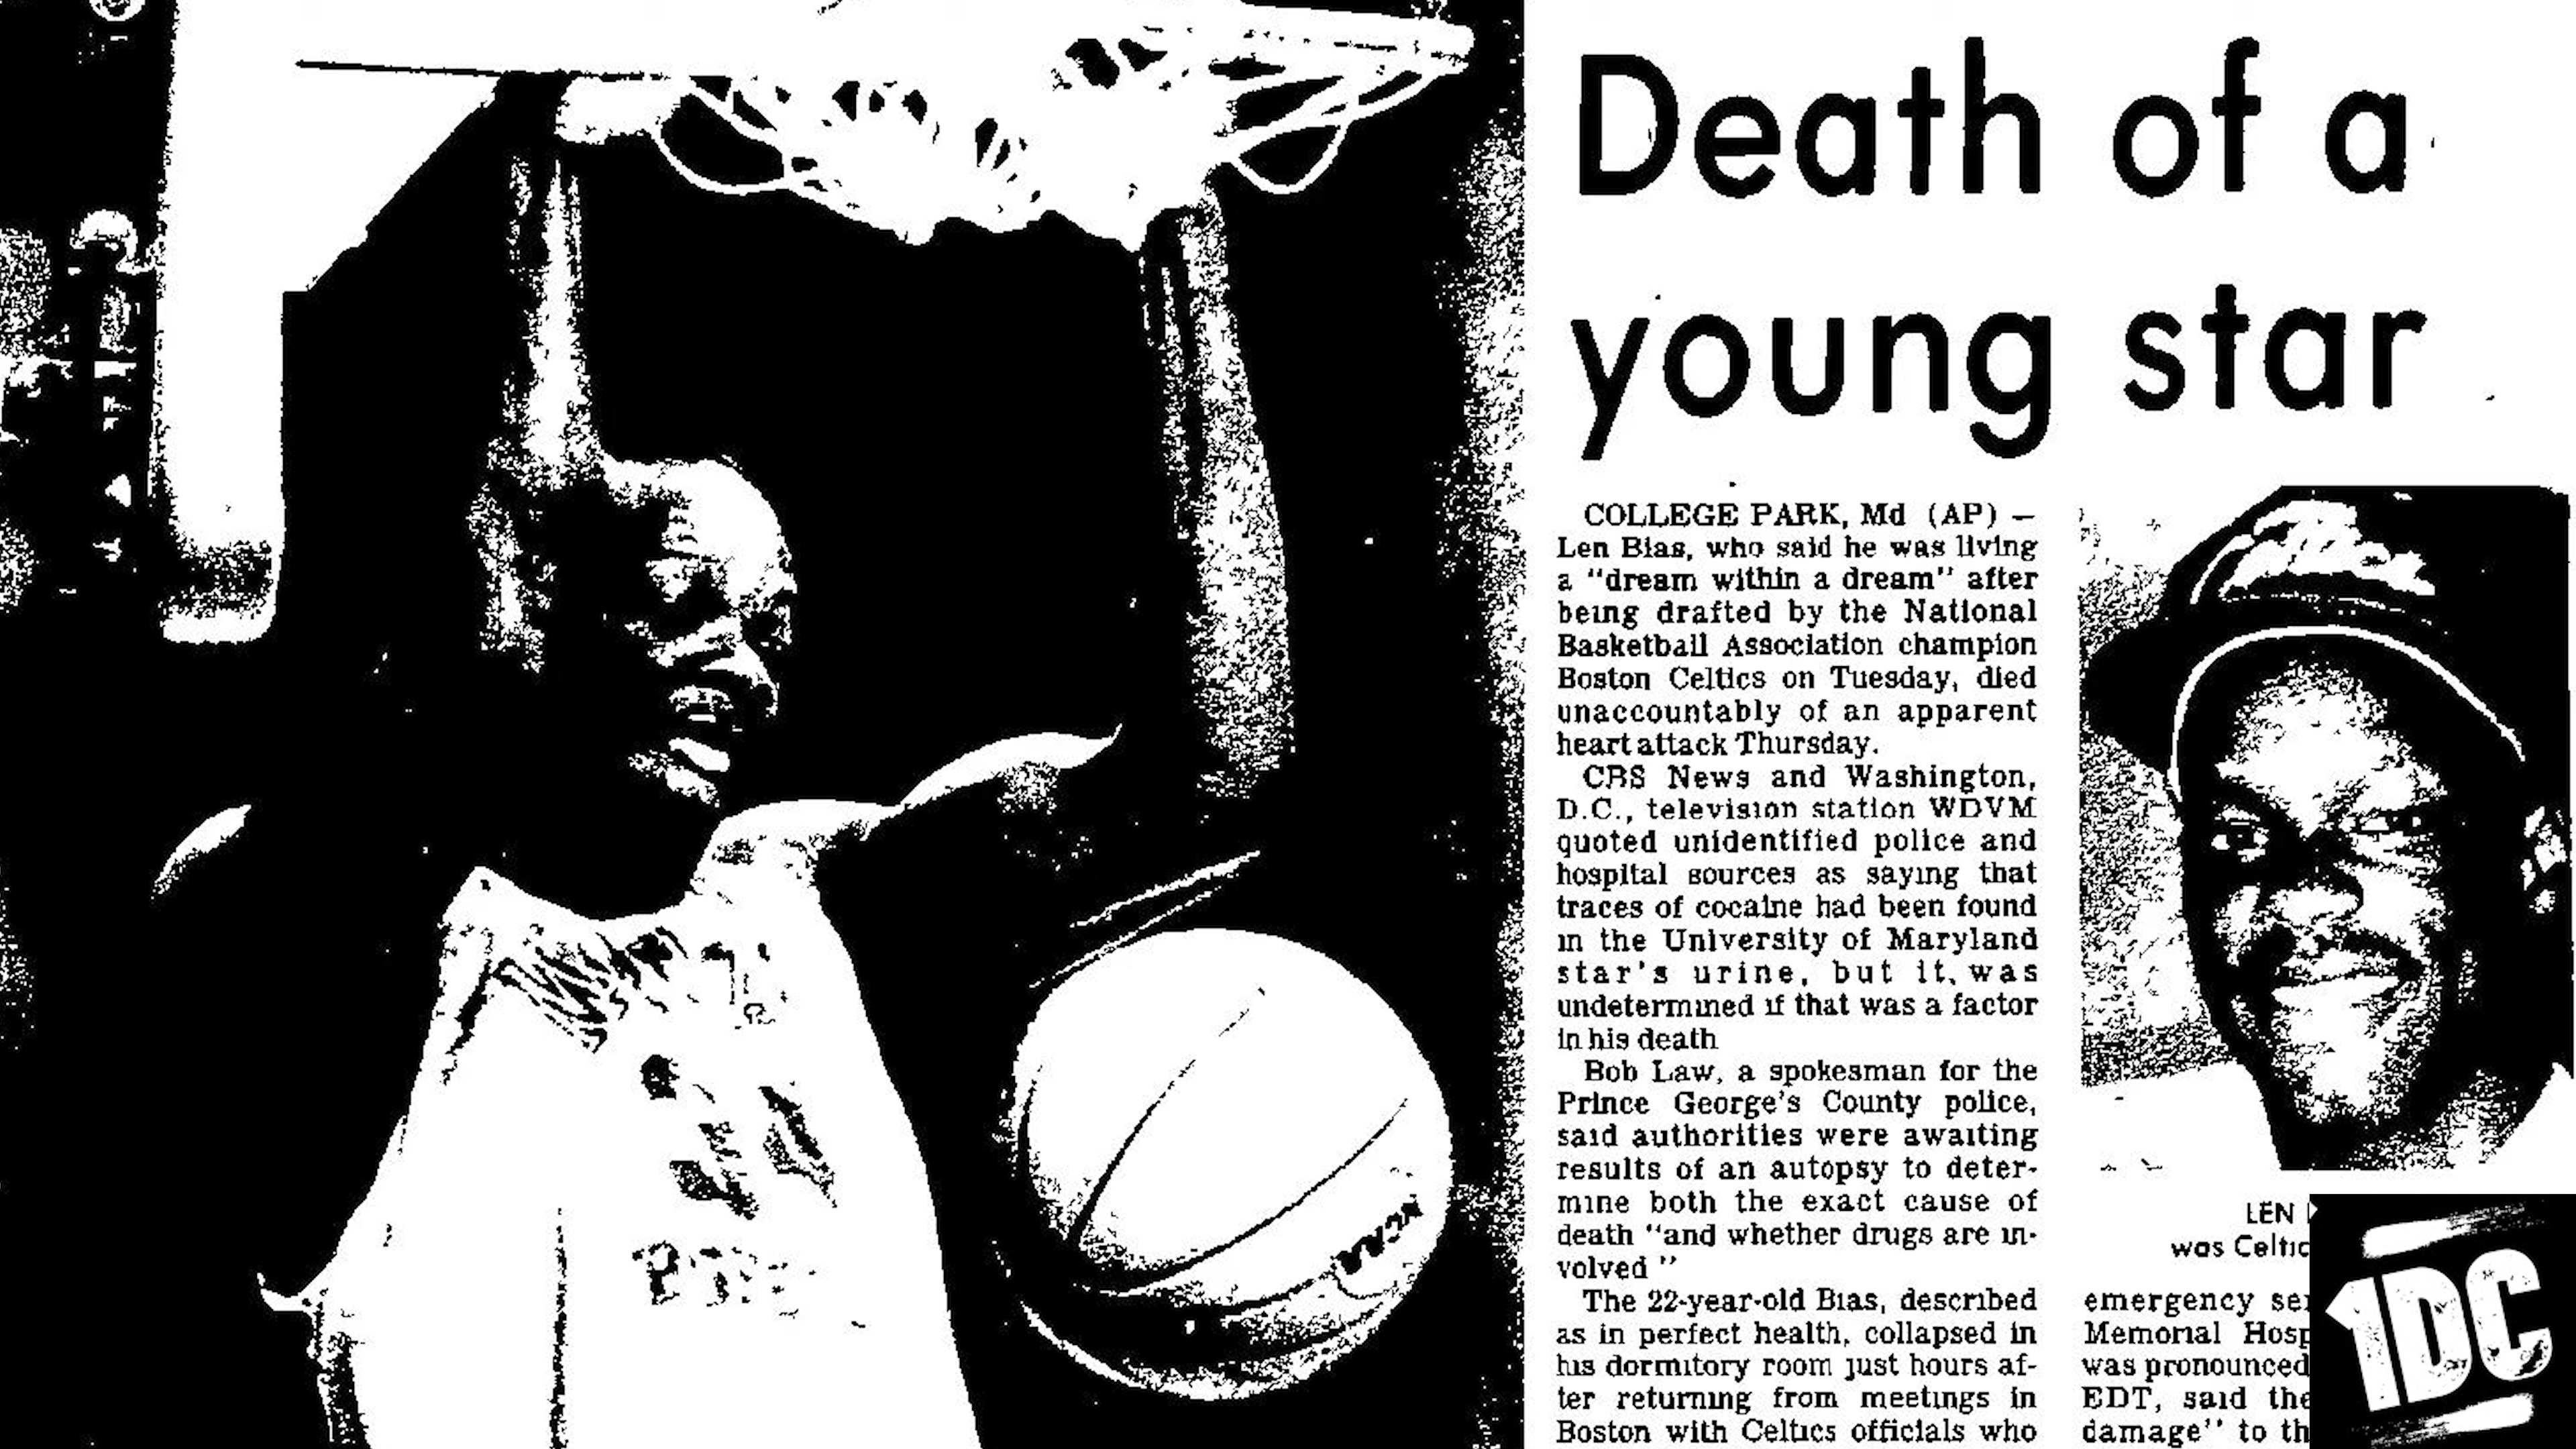 Death of a
young star
COLLEGE PARK, Md (AP) —
Len Bias, who said he was living
a "dream within a dream" after
being drafted by the National
Basketball Association champion
Boston Celtics on Tuesday, died
unaccountably of an apparent
heart attack Thursday.
CBS News and Washington,
D.C., television station WDVM
quoted unidentified police and
hospital sources as saying that
traces of cocaine had been found
in the University of Maryland
star's urine, but it, was
undetermined if that was a factor
in his death
Bob Law, a spokesman for the
Prince George's County police,
said authorities were awaiting
results of an autopsy to deter-
mine both the exact cause of
death "and whether drugs are in-
volved "
The 22-year-old Bias, described
as in perfect health, collapsed in
his dormitory room just hours af-
ter returning from meetings in
Boston with Celtics officials who
LEN
was Celtic
emergency se
Memorial Hosp
was pronounced
EDT, said the
damage" to th
NCAA
1DC